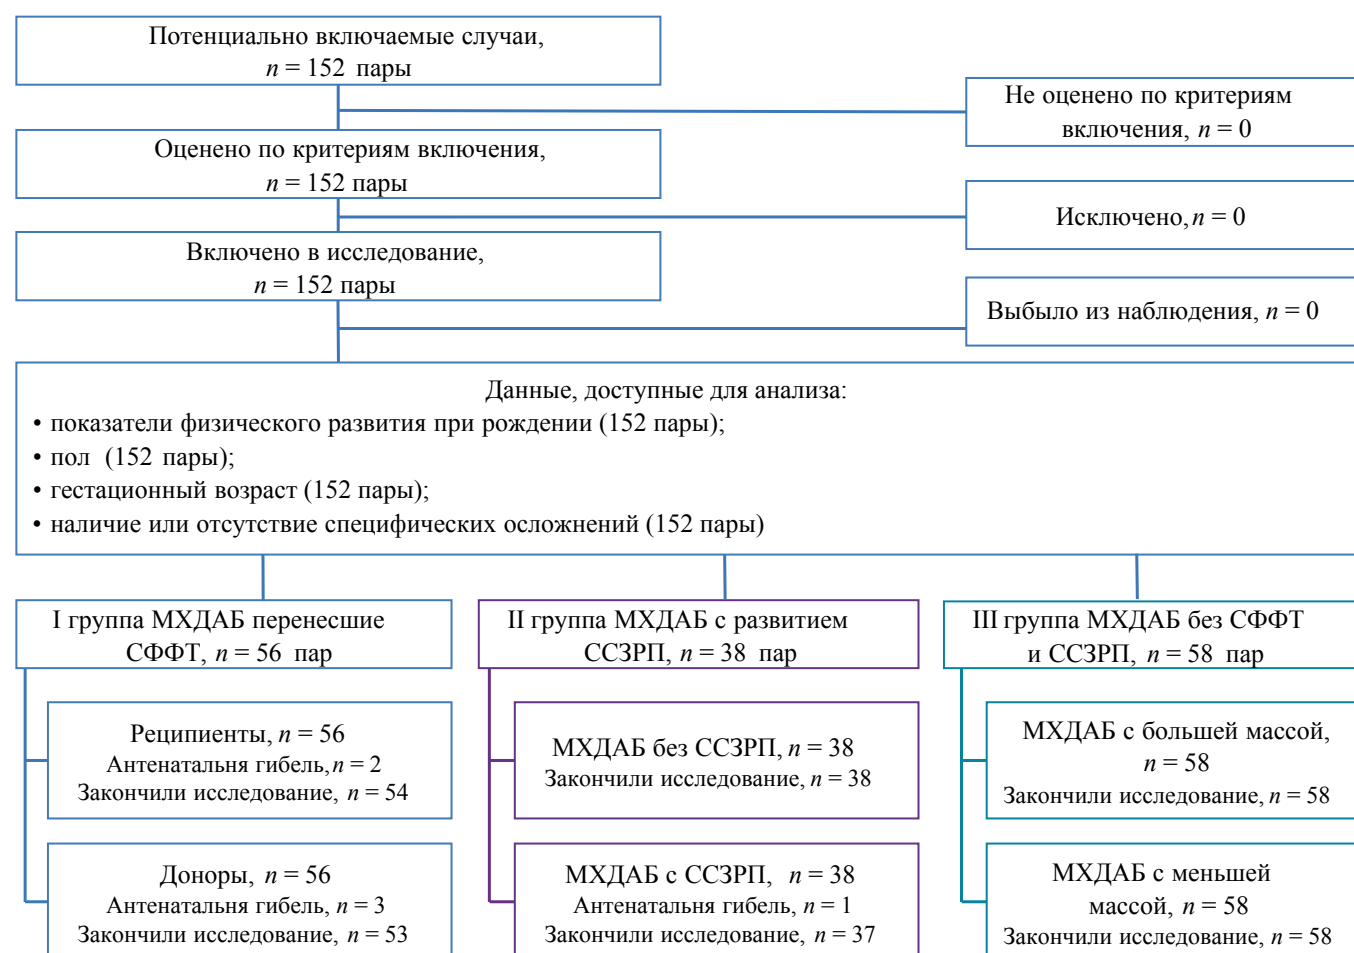 Потенциально включаемые случаи,
n = 152 пары
Не оценено по критериям
включения, n = 0
Оценено по критериям включения,
n = 152 пары
Исключено, n = 0
Включено в исследование,
n = 152 пары
Выбыло из наблюдения, n = 0
Данные, доступные для анализа:
• показатели физического развития при рождении (152 пары);
• пол (152 пары);
• гестационный возраст (152 пары);
• наличие или отсутствие специфических осложнений (152 пары)
I группа МХДАБ перенесшие
СФФТ, n = 56 пар
II группа МХДАБ с развитием
ССЗРП, n = 38 пар
III группа МХДАБ без СФФТ
и ССЗРП, n = 58 пар
Реципиенты, n = 56
Антенатальня гибель, n = 2
Закончили исследование, n = 54
МХДАБ без ССЗРП, n = 38
Закончили исследование, n = 38
МХДАБ с большей массой,
n = 58
Закончили исследование, n = 58
Доноры, n = 56
Антенатальня гибель, n = 3
Закончили исследование, n = 53
МХДАБ с ССЗРП, n = 38
Антенатальня гибель, n = 1
Закончили исследование, n = 37
МХДАБ с меньшей
массой, n = 58
Закончили исследование, n = 58